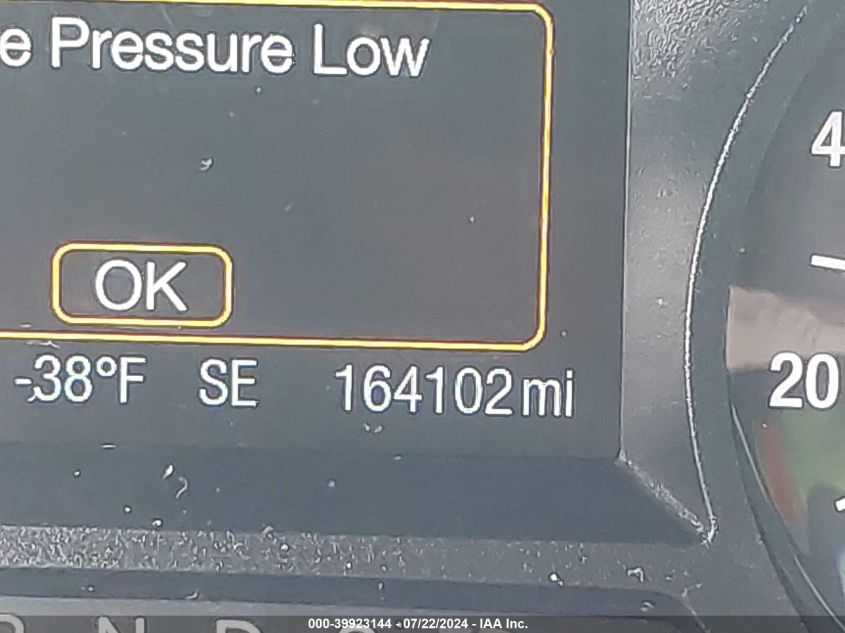 e Pressure Low
OK
-38°F SE 164102mi
4
20
R N D
000-39923144 - 07/22/2024 - IAA Inc.